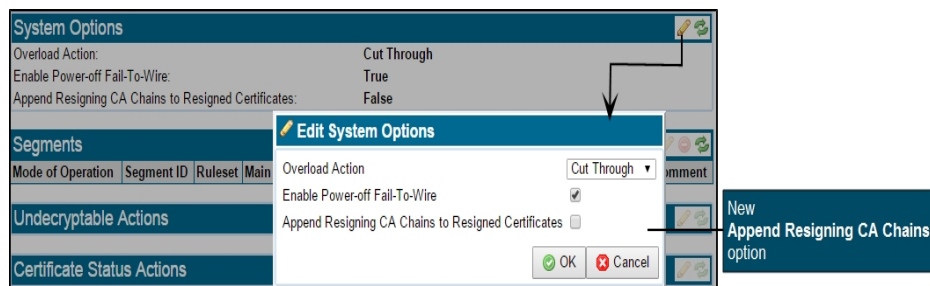 System Options
Overload Action: Cut Through
Enable Power-off Fail-To-Wire: True
Append Resigning CA Chains to Resigned Certificates: False
Edit System Options
Overload Action Cut Through
Enable Power-off Fail-To-Wire
Append Resigning CA Chains to Resigned Certificates
OK Cancel
Segments
Mode of Operation Segment ID Ruleset Main
Undecryptable Actions
Certificate Status Actions
New
Append Resigning CA Chains
option